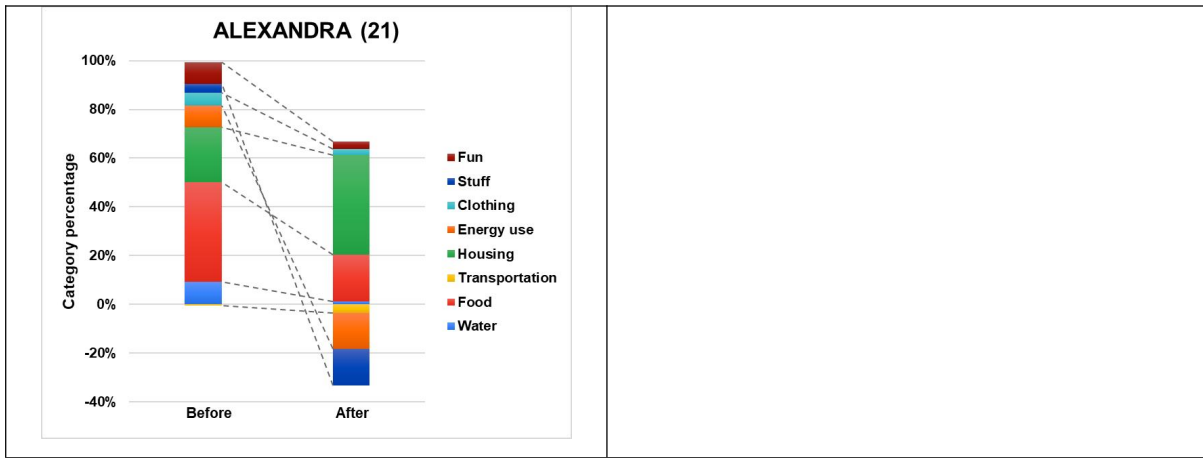 ALEXANDRA (21)
Category percentage
100%
80%
60%
40%
20%
0%
-20%
-40%
Before
After
Fun
Stuff
Clothing
Energy use
Housing
Transportation
Food
Water